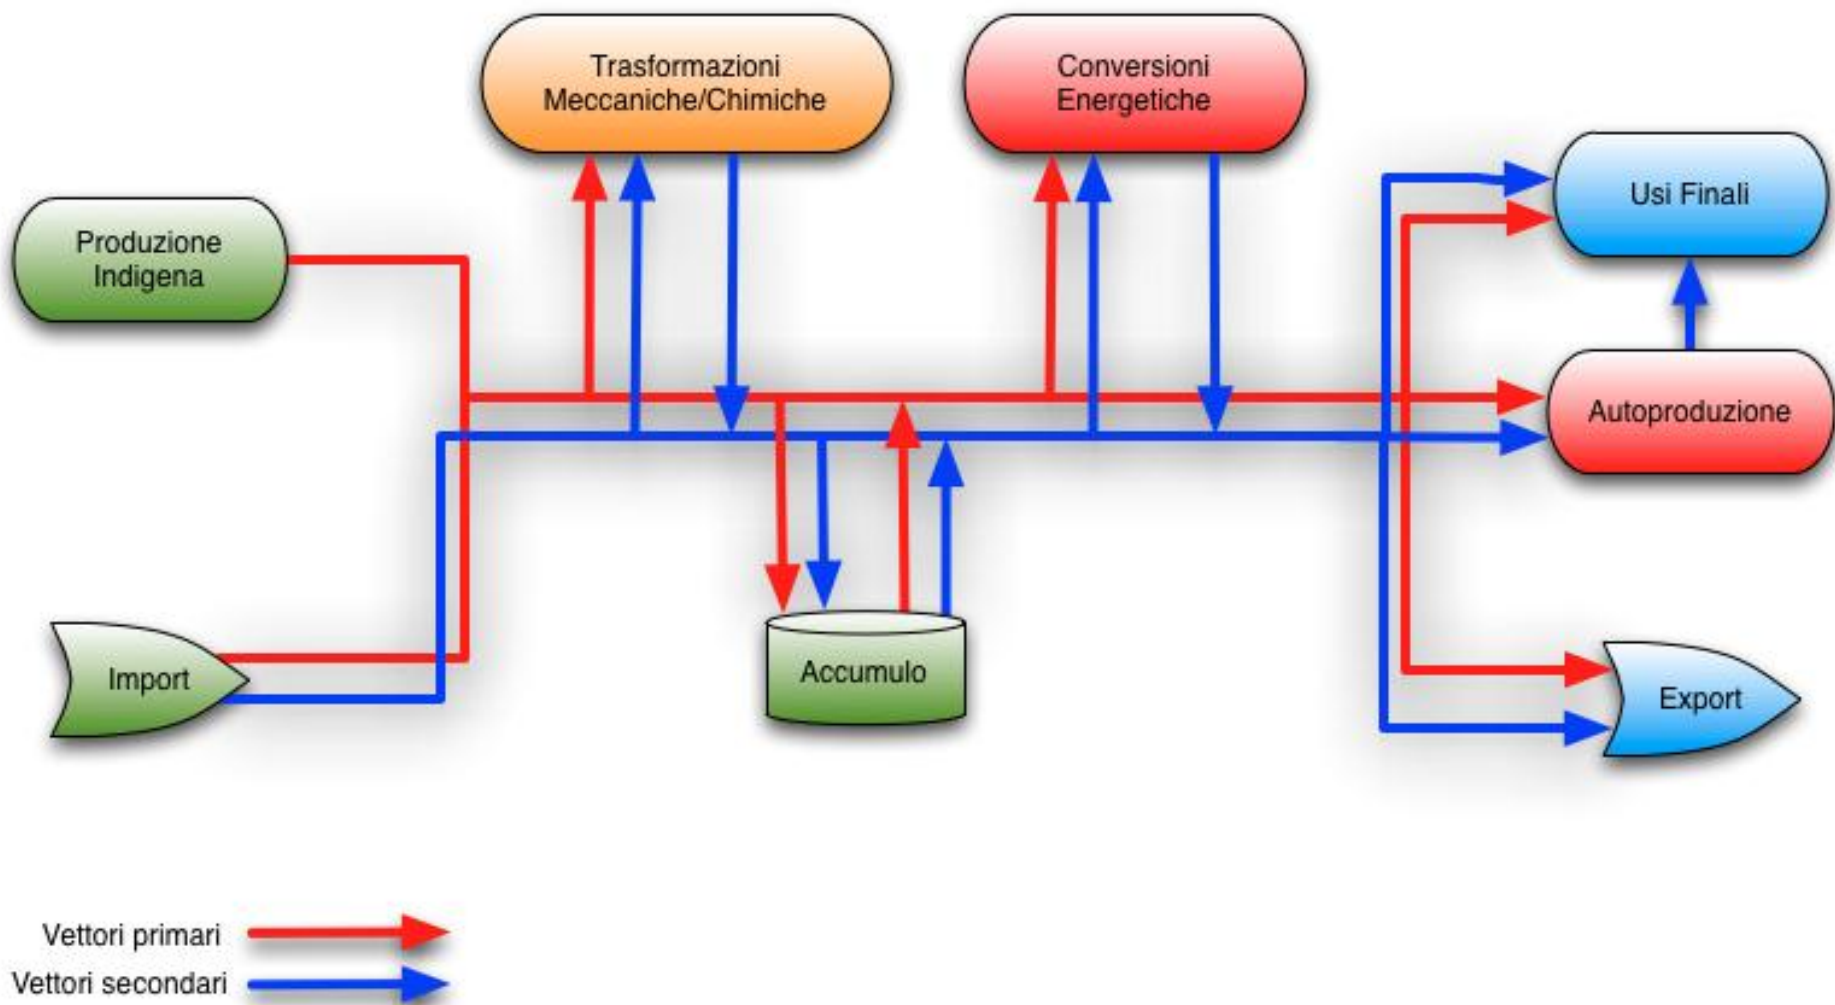 Trasformazioni
Meccaniche/Chimiche
Conversioni
Energetiche
Usi Finali
Produzione
Indigena
Autoproduzione
Import
Accumulo
Export
Vettori primari
Vettori secondari